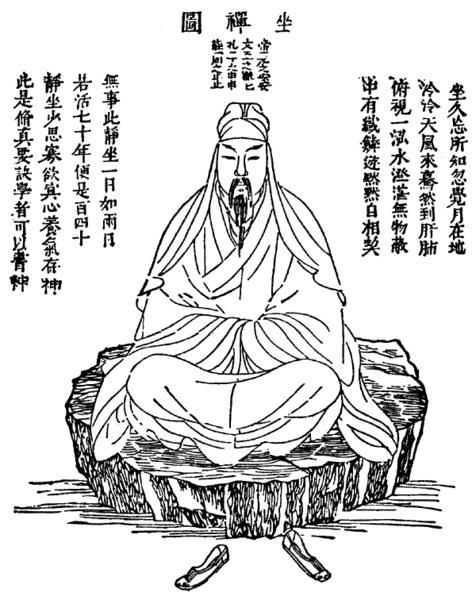 坐禪圖
坐久忘所知忽覺月在地
泠泠天風來驀然到肝肺
俯視一泓水澄湛無物蔽
中有纖鱗遊默默自相契
無事此靜坐一日如兩日
若活七十年便是百四十
靜坐少思寡欲冥心養氣存神
此是修真要訣學者可以書紳